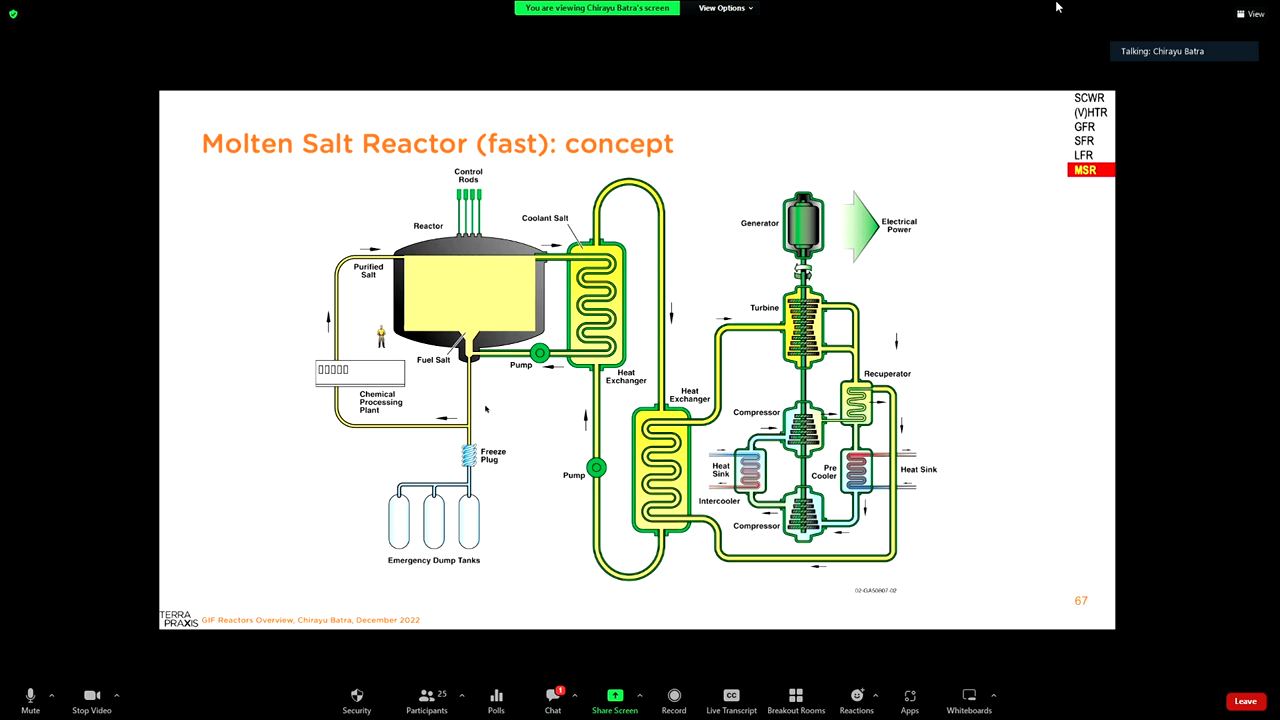 You are viewing Chirayu Batra's screen
View Options
View
Talking: Chirayu Batra
SCWR
(V)HTR
GFR
SFR
LFR
MSR
Molten Salt Reactor (fast): concept
Control
Rods
Reactor
Coolant Salt
Purified
Salt
Fuel Salt
Pump
Heat
Exchanger
Chemical
Processing
Plant
Freeze
Plug
Emergency Dump Tanks
Pump
Heat
Exchanger
Generator
Electrical
Power
Turbine
Recuperator
Compressor
Heat
Sink
Pre
Cooler
Heat Sink
Intercooler
Compressor
02-GA50807-02
67
TERRA
PRAXIS
GIF Reactors Overview, Chirayu Batra, December 2022
Mute
Stop Video
Security
Participants
25
Polls
Chat
1
Share Screen
Record
CC
Live Transcript
Breakout Rooms
Reactions
Apps
Whiteboards
Leave